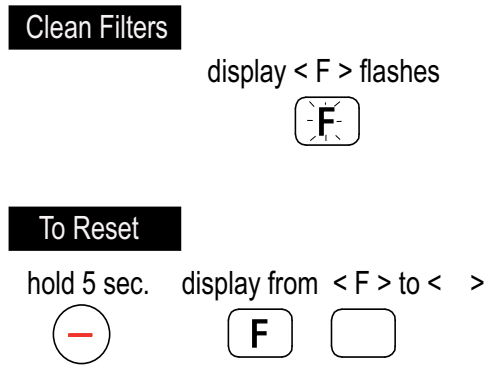 Clean Filters
display < F > flashes
F
To Reset
hold 5 sec. display from < F > to <  >
F